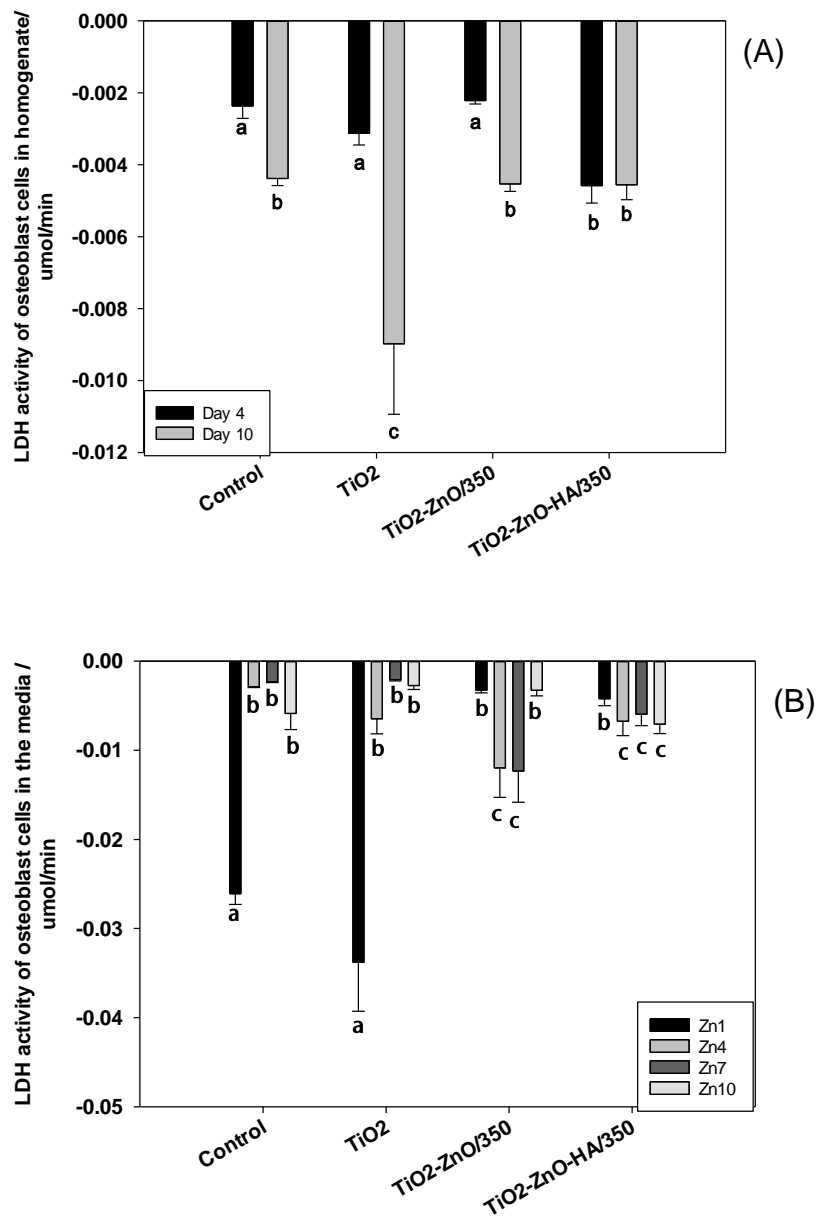 (A)
LDH activity of osteoblast cells in homogenate/
umol/min
0.000
-0.002
-0.004
-0.006
-0.008
-0.010
-0.012
a
b
a
c
a
b
b
b
Day 4
Day 10
Control
TiO2
TiO2-ZnO/350
TiO2-ZnO-HA/350
(B)
LDH activity of osteoblast cells in the media /
umol/min
0.00
-0.01
-0.02
-0.03
-0.04
-0.05
a
b
b
b
a
b
b
b
b
c
c
b
b
c
c
c
Zn1
Zn4
Zn7
Zn10
Control
TiO2
TiO2-ZnO/350
TiO2-ZnO-HA/350